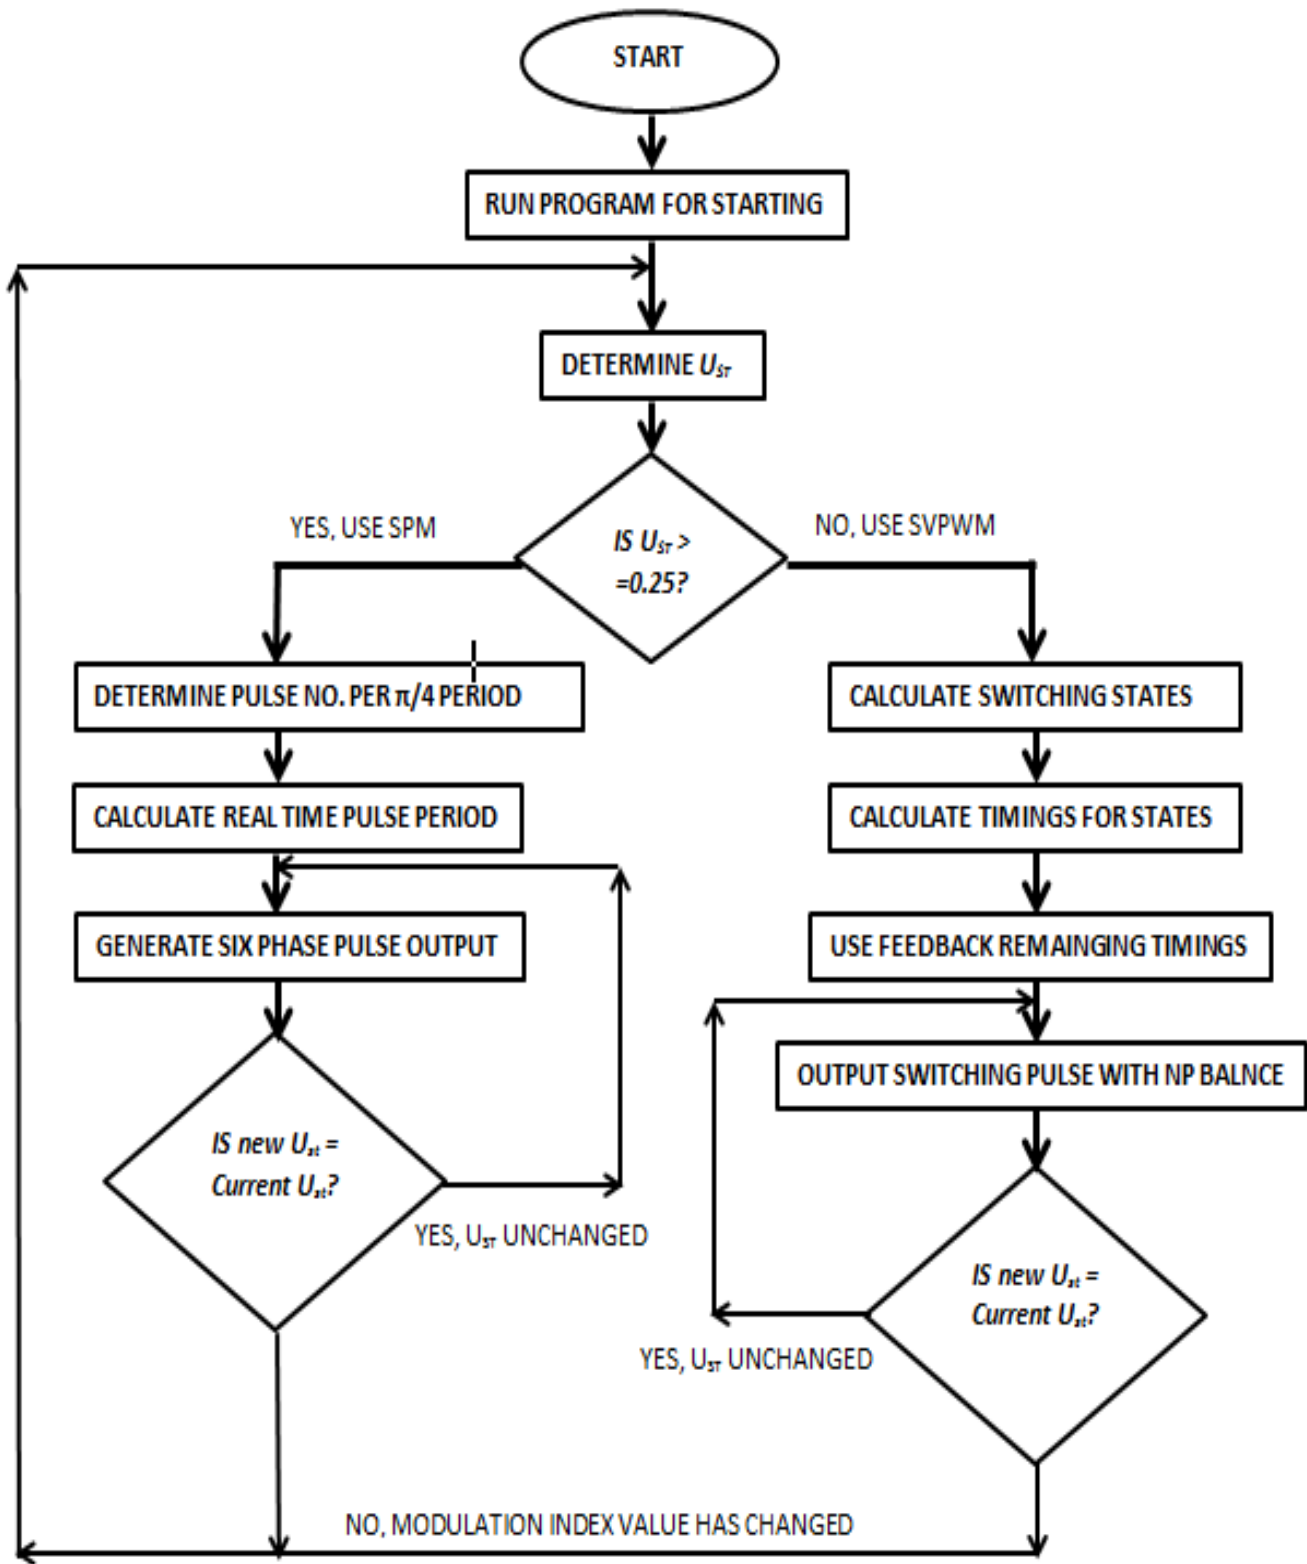 START
RUN PROGRAM FOR STARTING
DETERMINE U_ST
YES, USE SPM
NO, USE SVPWM
IS U_ST >
=0.25?
DETERMINE PULSE NO. PER π/4 PERIOD
CALCULATE SWITCHING STATES
CALCULATE REAL TIME PULSE PERIOD
CALCULATE TIMINGS FOR STATES
GENERATE SIX PHASE PULSE OUTPUT
USE FEEDBACK REMAINGING TIMINGS
OUTPUT SWITCHING PULSE WITH NP BALNCE
IS new U_st =
Current U_st?
YES, U_ST UNCHANGED
IS new U_st =
Current U_st?
YES, U_ST UNCHANGED
NO, MODULATION INDEX VALUE HAS CHANGED